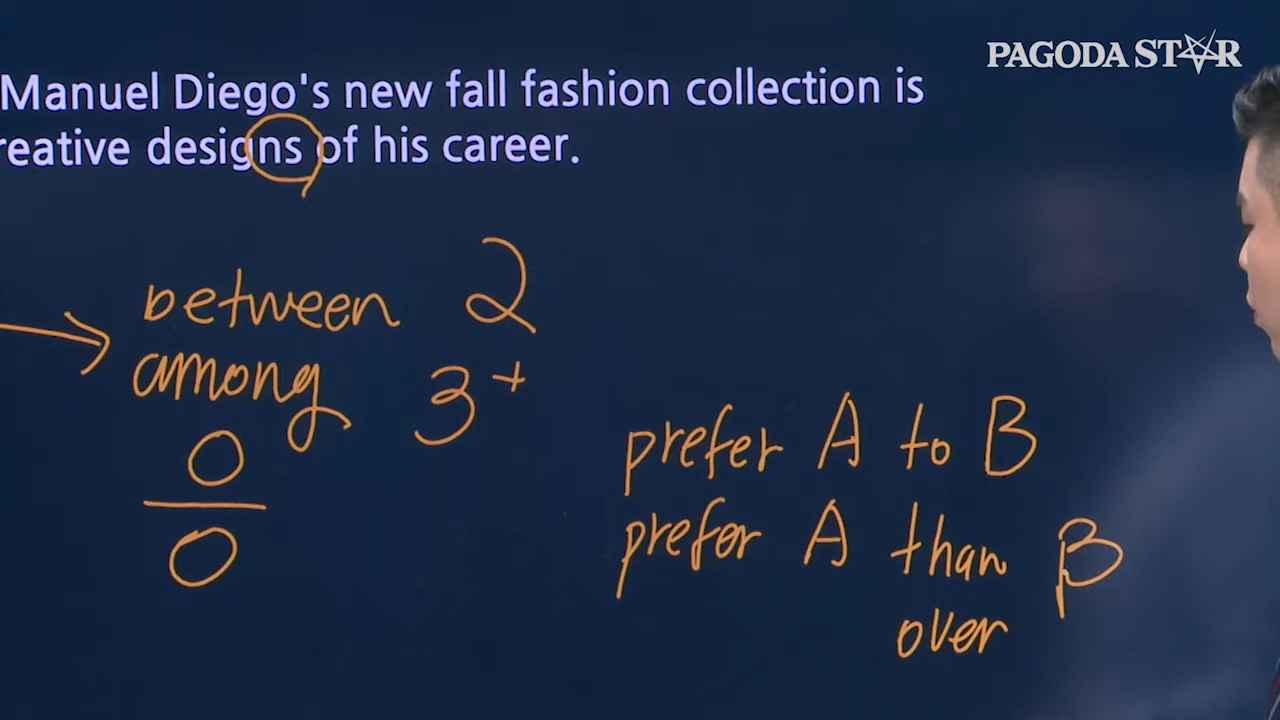 PAGODA STAR
Manuel Diego's new fall fashion collection is
reative designs of his career.
between 2
among 3+
0
0
prefer A to B
prefer A than B
over